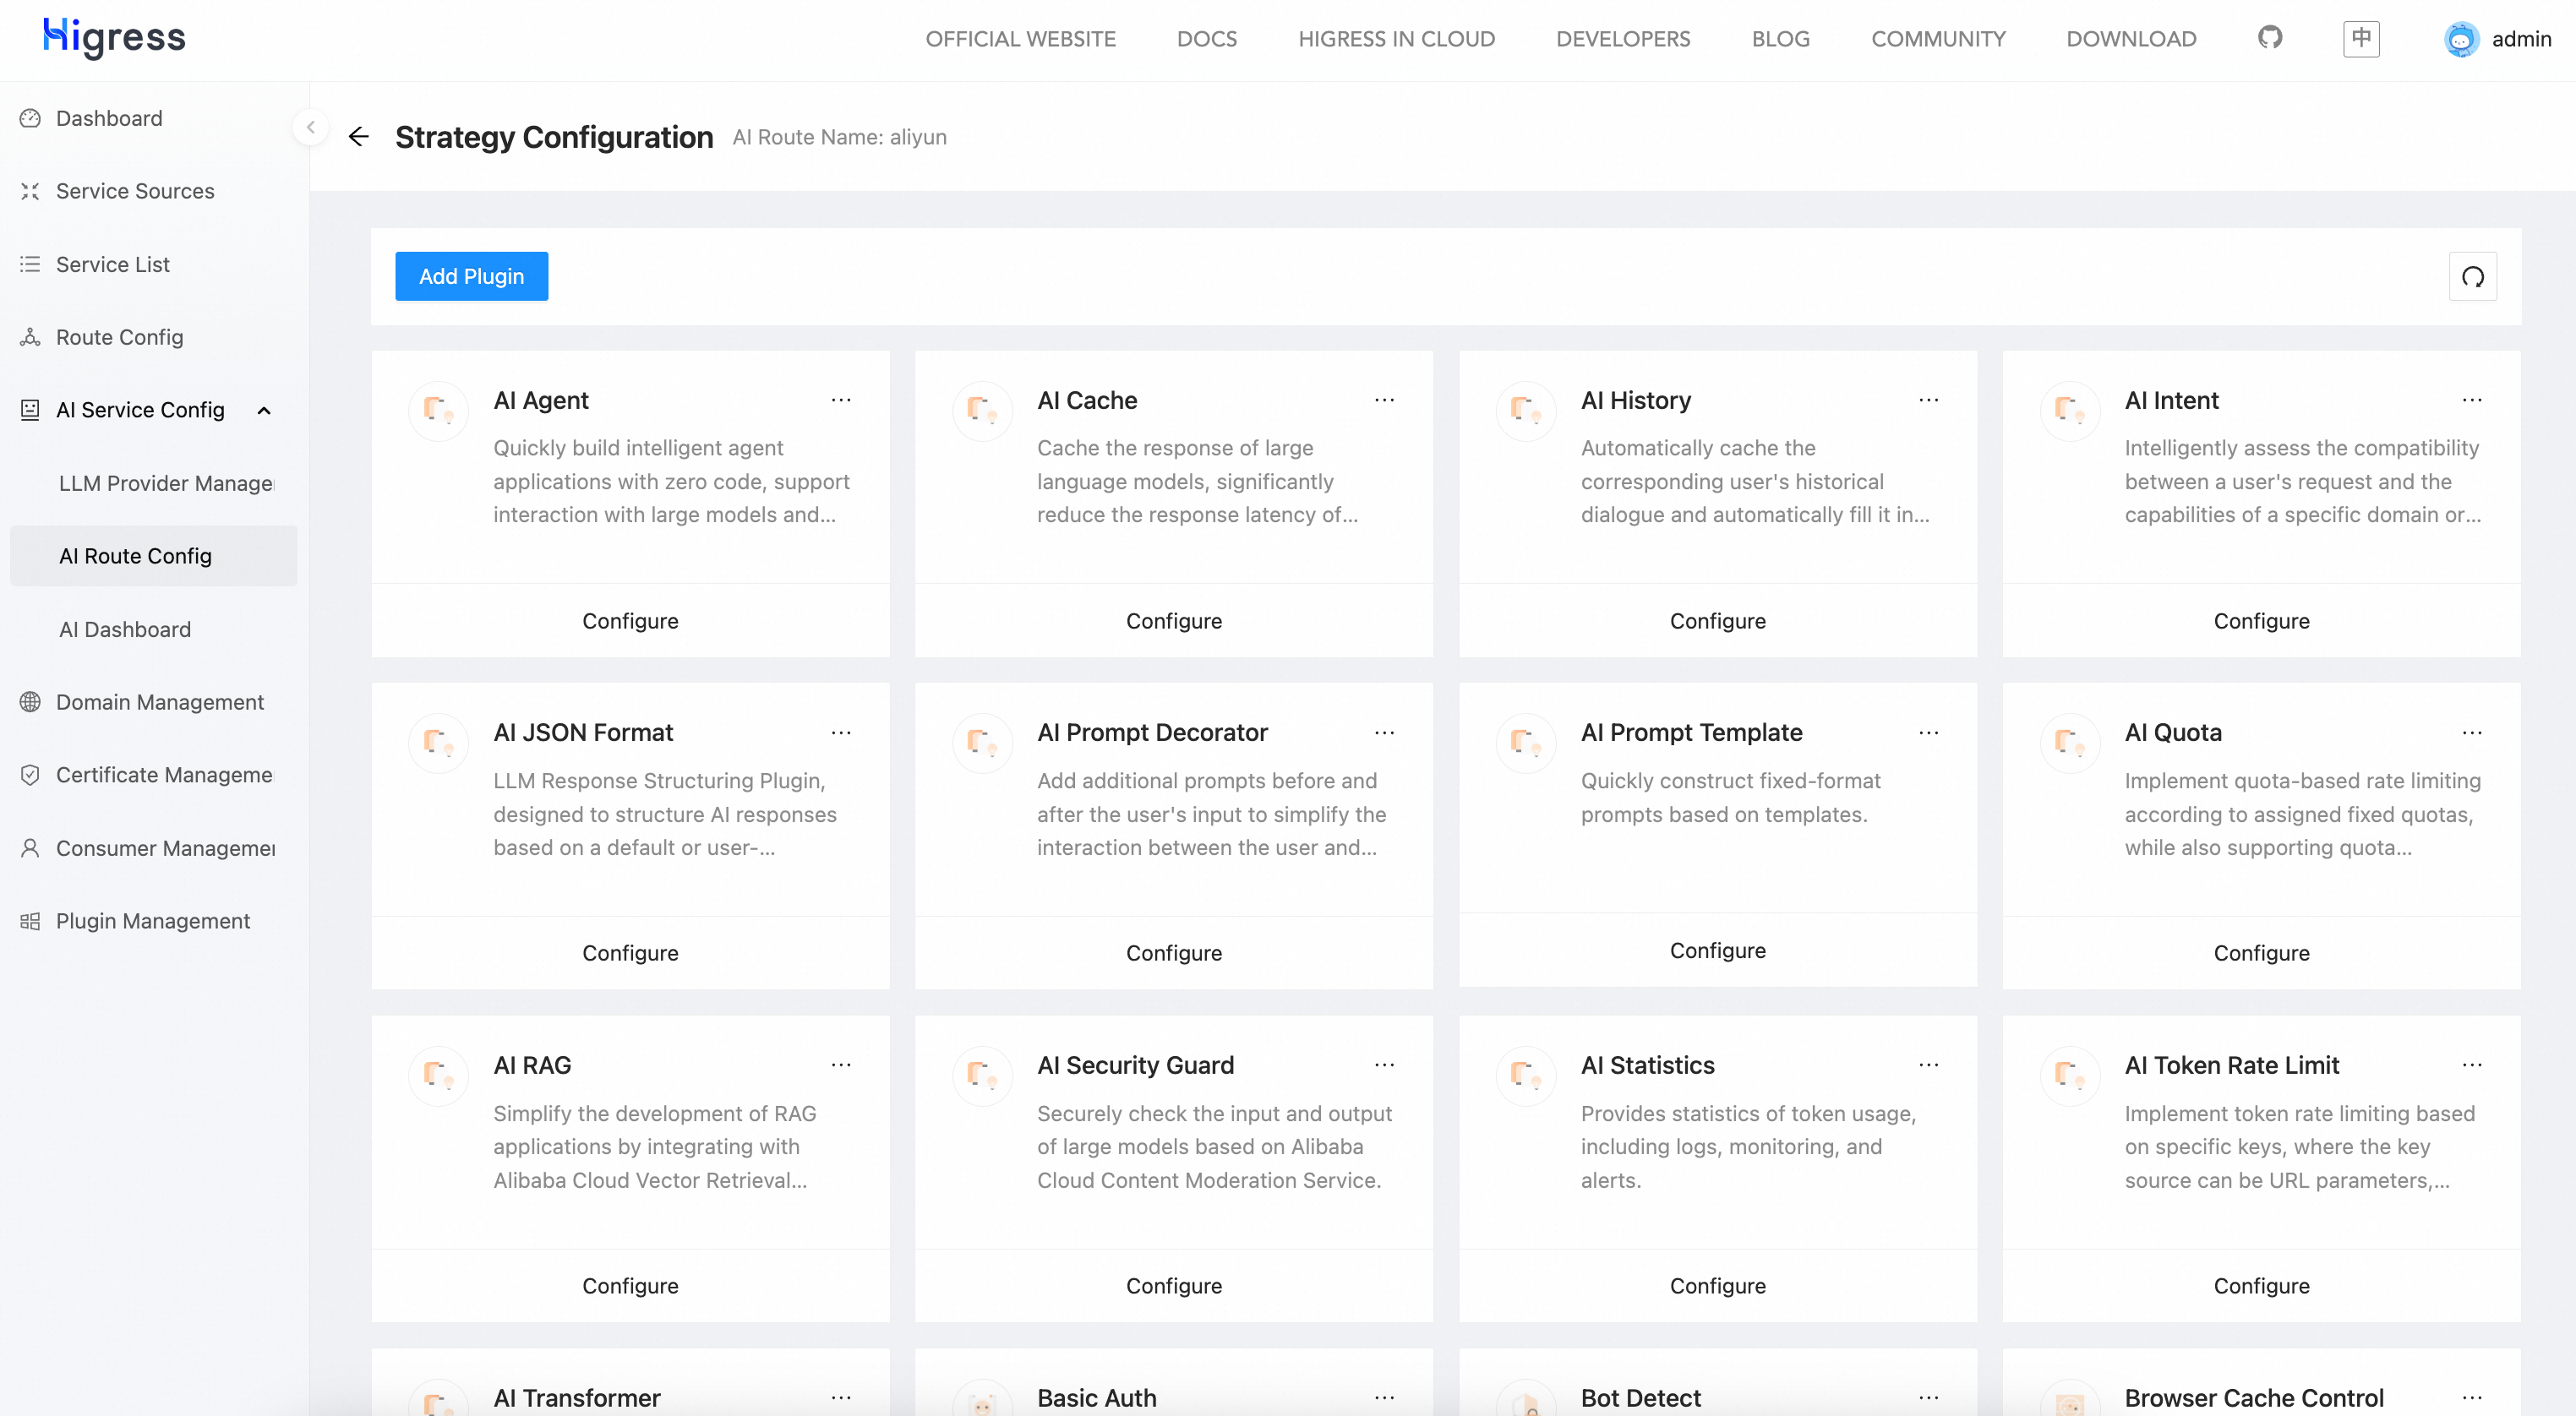 Higress
OFFICIAL WEBSITE
DOCS
HIGRESS IN CLOUD
DEVELOPERS
BLOG
COMMUNITY
DOWNLOAD
中
admin
Dashboard
Service Sources
Service List
Route Config
AI Service Config
LLM Provider Manage
AI Route Config
AI Dashboard
Domain Management
Certificate Manageme
Consumer Managemen
Plugin Management
Strategy Configuration
AI Route Name: aliyun
Add Plugin
AI Agent
Quickly build intelligent agent
applications with zero code, support
interaction with large models and...
Configure
AI Cache
Cache the response of large
language models, significantly
reduce the response latency of...
Configure
AI History
Automatically cache the
corresponding user's historical
dialogue and automatically fill it in...
Configure
AI Intent
Intelligently assess the compatibility
between a user's request and the
capabilities of a specific domain or...
Configure
AI JSON Format
LLM Response Structuring Plugin,
designed to structure AI responses
based on a default or user-...
Configure
AI Prompt Decorator
Add additional prompts before and
after the user's input to simplify the
interaction between the user and...
Configure
AI Prompt Template
Quickly construct fixed-format
prompts based on templates.
Configure
AI Quota
Implement quota-based rate limiting
according to assigned fixed quotas,
while also supporting quota...
Configure
AI RAG
Simplify the development of RAG
applications by integrating with
Alibaba Cloud Vector Retrieval...
Configure
AI Security Guard
Securely check the input and output
of large models based on Alibaba
Cloud Content Moderation Service.
Configure
AI Statistics
Provides statistics of token usage,
including logs, monitoring, and
alerts.
Configure
AI Token Rate Limit
Implement token rate limiting based
on specific keys, where the key
source can be URL parameters,...
Configure
AI Transformer
Basic Auth
Bot Detect
Browser Cache Control